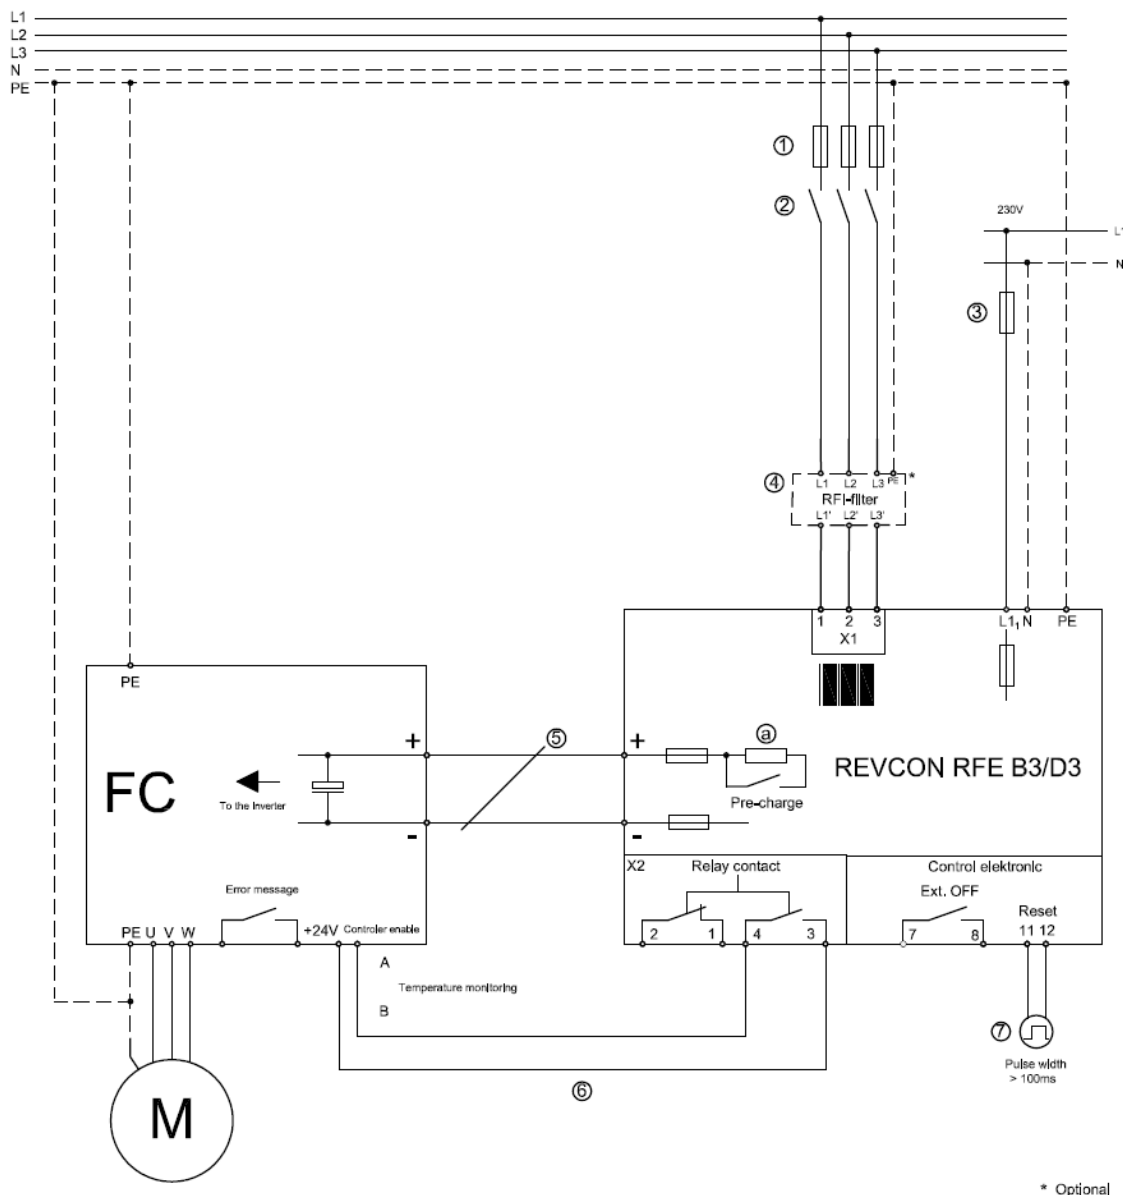 L1
L2
L3
N
PE
①
②
230V
L1
N
③
④
L1 L2 L3 PE *
RFI-filter
L1' L2' L3'
1 2 3
X1
L1₁ N PE
PE
+
⑤
+
ⓐ
REVCON RFE B3/D3
FC
To the Inverter
Pre-charge
-
-
X2
Relay contact
Control elektronic
Ext. OFF
Error message
Reset
2 1 4 3
7 8
11 12
PE U V W
+24V
Controler enable
A
Temperature monitoring
B
⑦
Pulse width
> 100ms
⑥
M
* Optional